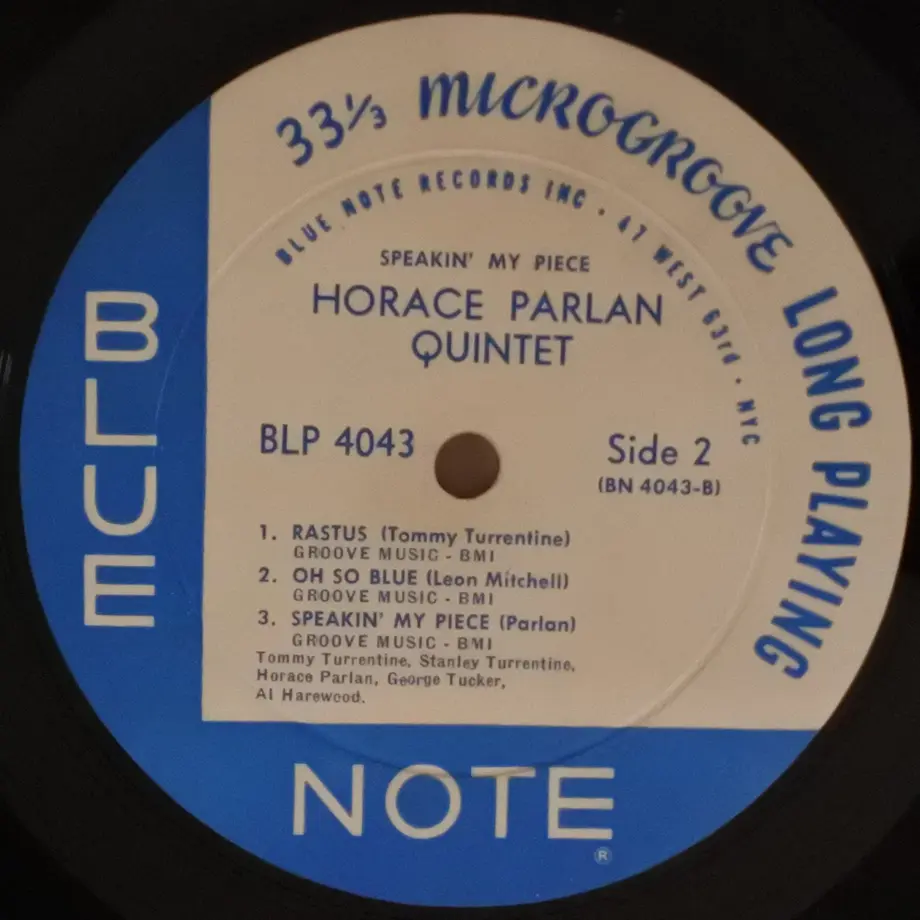 33⅓ MICROGROOVE LONG PLAYING
BLUE NOTE RECORDS INC · 47 WEST 63rd · NYC
SPEAKIN' MY PIECE
HORACE PARLAN
QUINTET
BLP 4043
Side 2
(BN 4043-B)
1. RASTUS (Tommy Turrentine)
GROOVE MUSIC - BMI
2. OH SO BLUE (Leon Mitchell)
GROOVE MUSIC - BMI
3. SPEAKIN' MY PIECE (Parlan)
GROOVE MUSIC - BMI
Tommy Turrentine, Stanley Turrentine,
Horace Parlan, George Tucker,
Al Harewood.
BLUE
NOTE
®